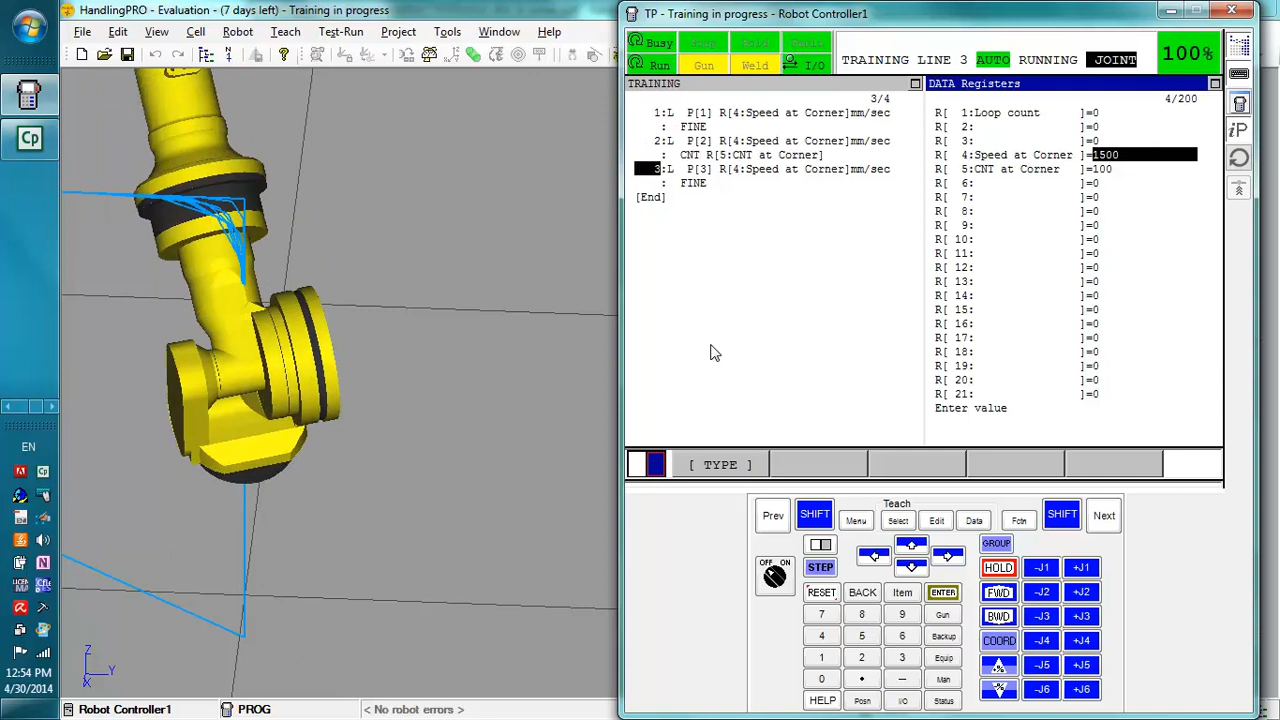 HandlingPRO - Evaluation - (7 days left) - Training in progress
File Edit View Cell Robot Teach Test-Run Project Tools Window Help
TP - Training in progress - Robot Controller1
Busy
Run Gun Weld I/O
TRAINING LINE 3 AUTO RUNNING JOINT
100%
TRAINING
3/4
1:L P[1] R[4:Speed at Corner]mm/sec
: FINE
2:L P[2] R[4:Speed at Corner]mm/sec
: CNT R[5:CNT at Corner]
3:L P[3] R[4:Speed at Corner]mm/sec
: FINE
[End]
DATA Registers
4/200
R[ 1:Loop count ]=0
R[ 2: ]=0
R[ 3: ]=0
R[ 4:Speed at Corner ]=1500
R[ 5:CNT at Corner ]=100
R[ 6: ]=0
R[ 7: ]=0
R[ 8: ]=0
R[ 9: ]=0
R[ 10: ]=0
R[ 11: ]=0
R[ 12: ]=0
R[ 13: ]=0
R[ 14: ]=0
R[ 15: ]=0
R[ 16: ]=0
R[ 17: ]=0
R[ 18: ]=0
R[ 19: ]=0
R[ 20: ]=0
R[ 21: ]=0
Enter value
[ TYPE ]
iP
Teach
Prev SHIFT Menu Select Edit Data Fctn SHIFT Next
OFF ON
STEP
GROUP
RESET BACK Item ENTER
7 8 9 Gun
4 5 6 Backup
1 2 3 Equip
0 • — Man
HELP Posn I/O Status
HOLD -J1 +J1
FWD -J2 +J2
BWD -J3 +J3
COORD -J4 +J4
+% -J5 +J5
-% -J6 +J6
Cp
EN
12:54 PM
4/30/2014
Z
Y
X
Robot Controller1 PROG < No robot errors >